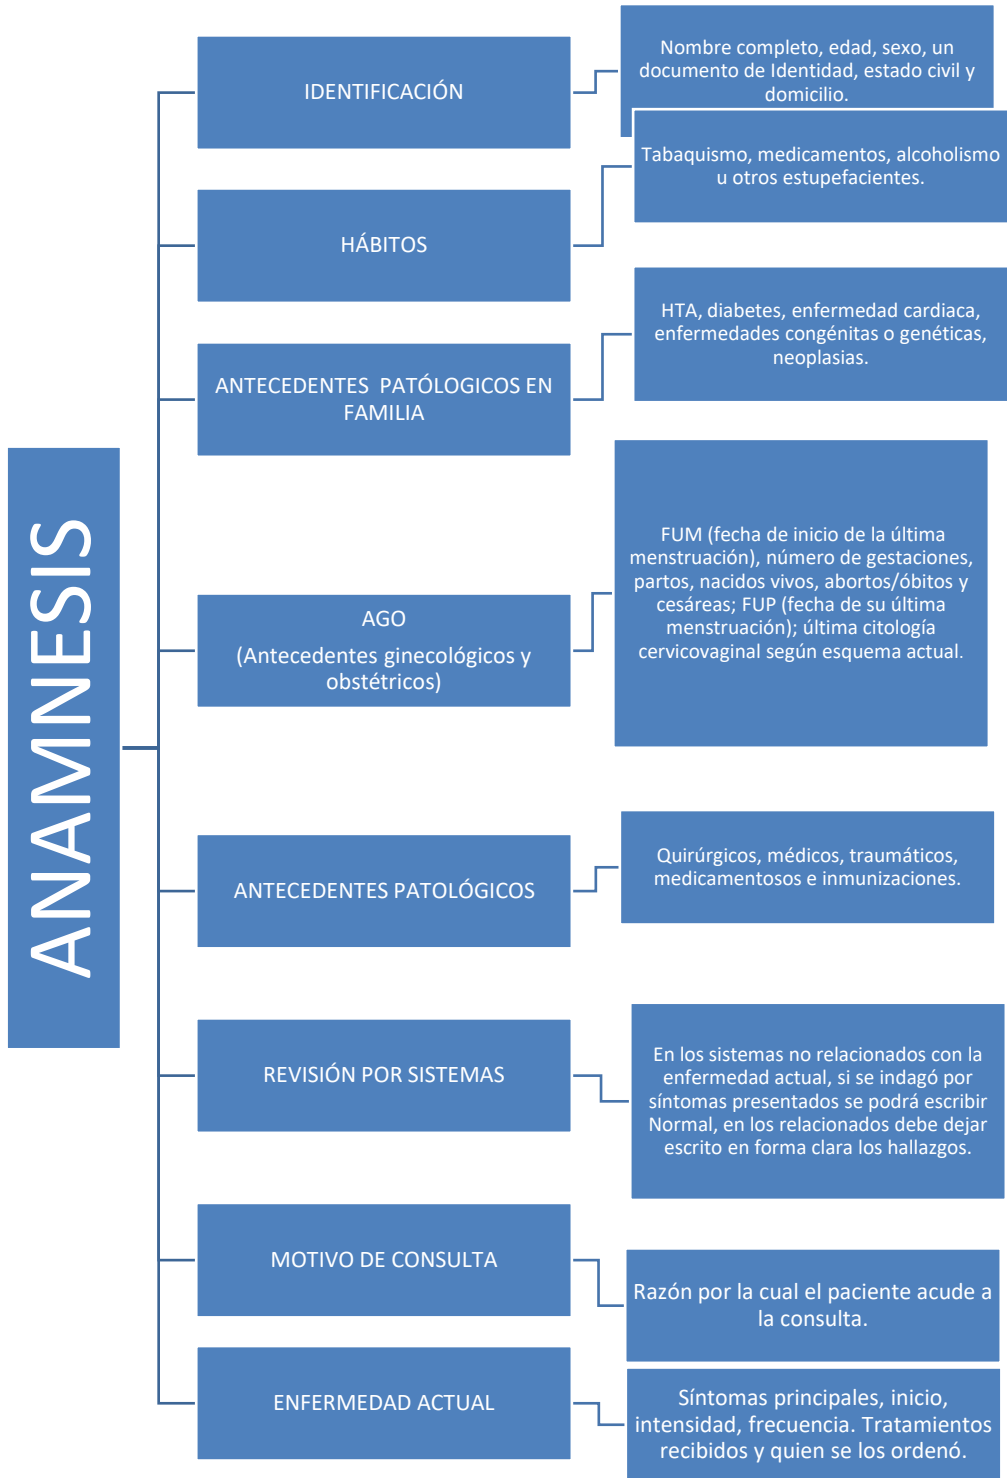 ANAMNESIS
IDENTIFICACIÓN
Nombre completo, edad, sexo, un
documento de Identidad, estado civil y
domicilio.
HÁBITOS
Tabaquismo, medicamentos, alcoholismo
u otros estupefacientes.
ANTECEDENTES PATÓLOGICOS EN
FAMILIA
HTA, diabetes, enfermedad cardiaca,
enfermedades congénitas o genéticas,
neoplasias.
AGO
(Antecedentes ginecológicos y
obstétricos)
FUM (fecha de inicio de la última
menstruación), número de gestaciones,
partos, nacidos vivos, abortos/óbitos y
cesáreas; FUP (fecha de su última
menstruación); última citología
cervicovaginal según esquema actual.
ANTECEDENTES PATOLÓGICOS
Quirúrgicos, médicos, traumáticos,
medicamentosos e inmunizaciones.
REVISIÓN POR SISTEMAS
En los sistemas no relacionados con la
enfermedad actual, si se indagó por
síntomas presentados se podrá escribir
Normal, en los relacionados debe dejar
escrito en forma clara los hallazgos.
MOTIVO DE CONSULTA
Razón por la cual el paciente acude a
la consulta.
ENFERMEDAD ACTUAL
Síntomas principales, inicio,
intensidad, frecuencia. Tratamientos
recibidos y quien se los ordenó.